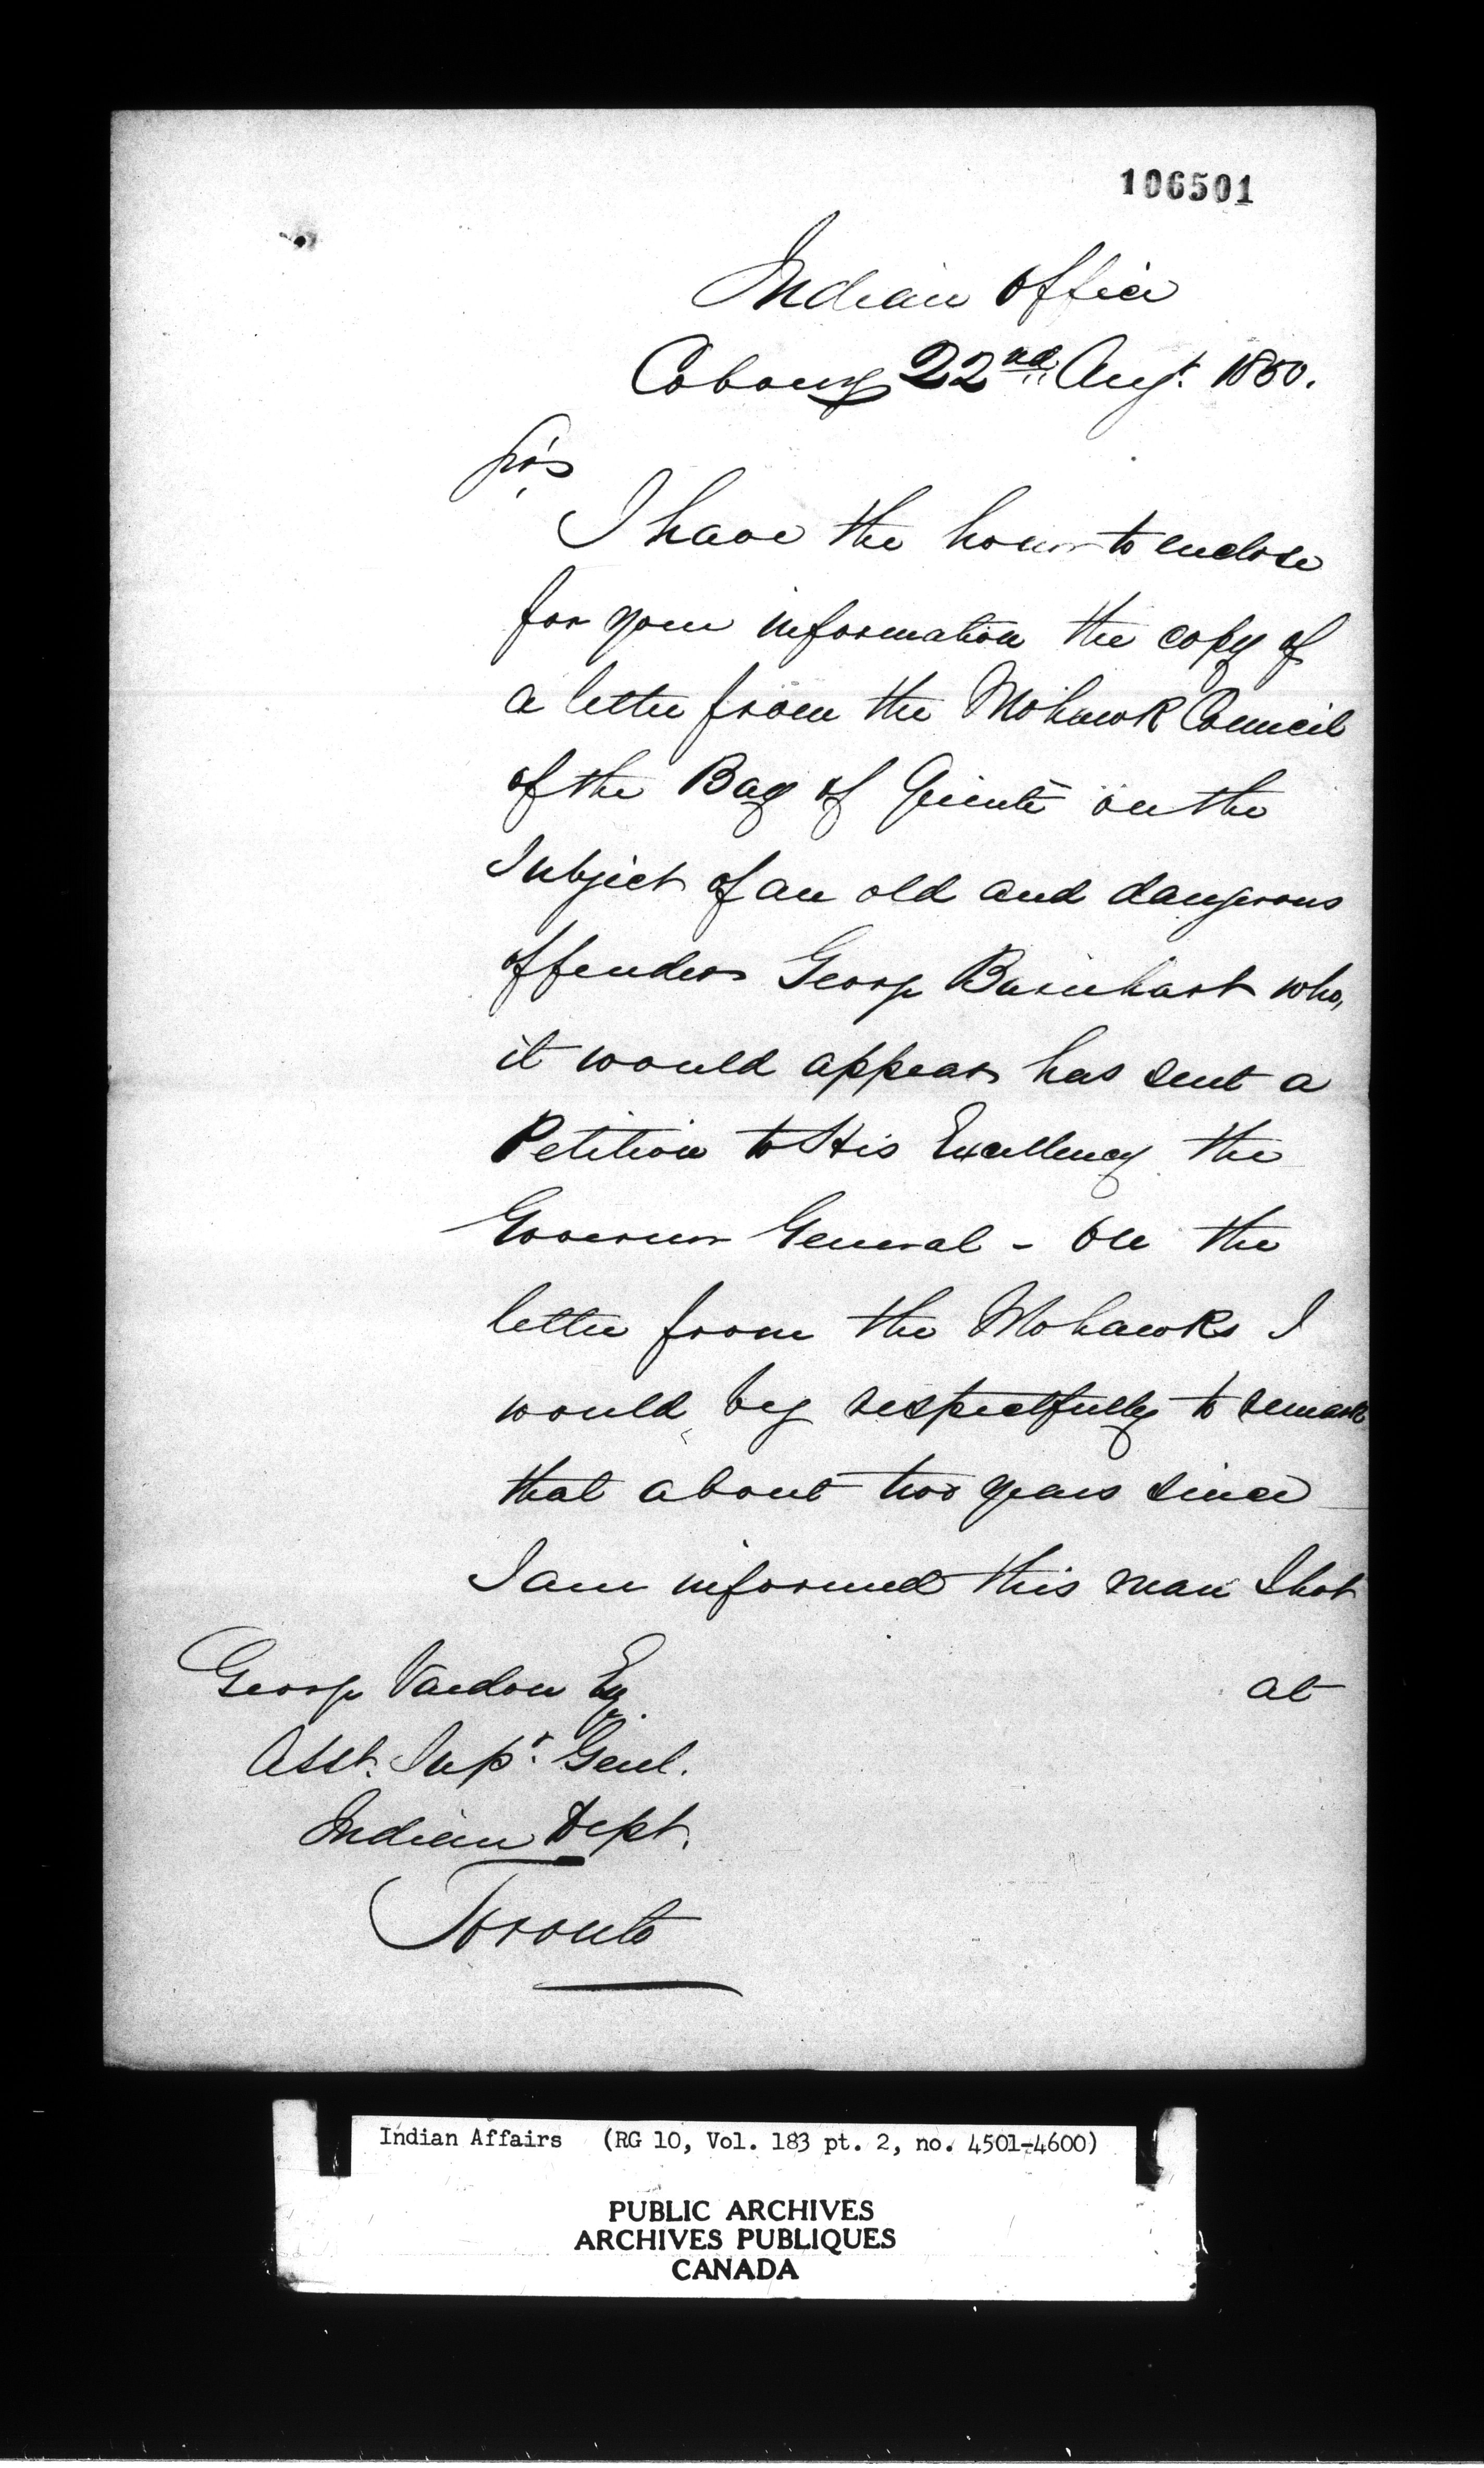 106501
Indian Office
Cobourg 22nd Augt. 1850.
Sir,
I have the honor to enclose
for your information the copy of
a letter from the Mohawk Council
of the Bay of Quinté on the
Subject of an old and dangerous
offender George Barnhart who,
it would appear has sent a
Petition to His Excellency the
Governor General - On the
letter from the Mohawks I
would beg respectfully to remark
that about two years since
I am informed this man Shot
at
George Vardon Esq.
Asst. Supt. Genl.
Indian Dept.
Toronto
Indian Affairs (RG 10, Vol. 183 pt. 2, no. 4501-4600)
PUBLIC ARCHIVES
ARCHIVES PUBLIQUES
CANADA